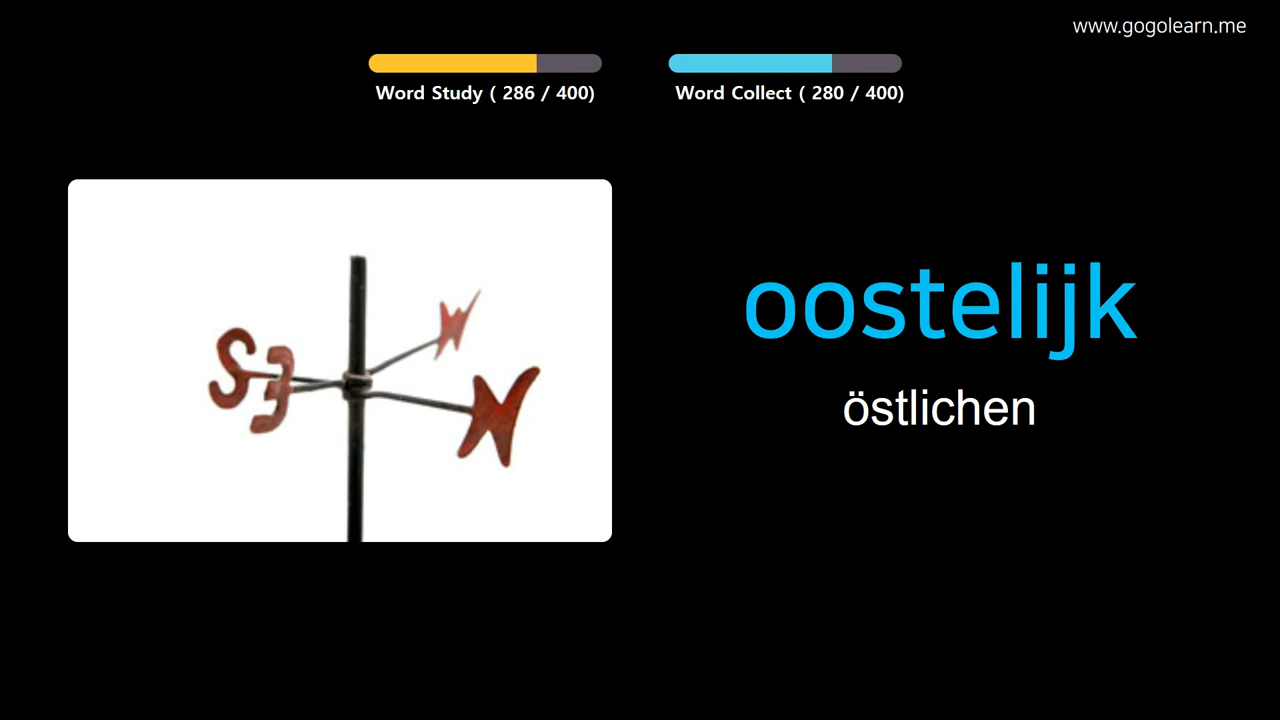 www.gogolearn.me
Word Study ( 286 / 400)
Word Collect ( 280 / 400)
S
E
W
N
oostelijk
östlichen